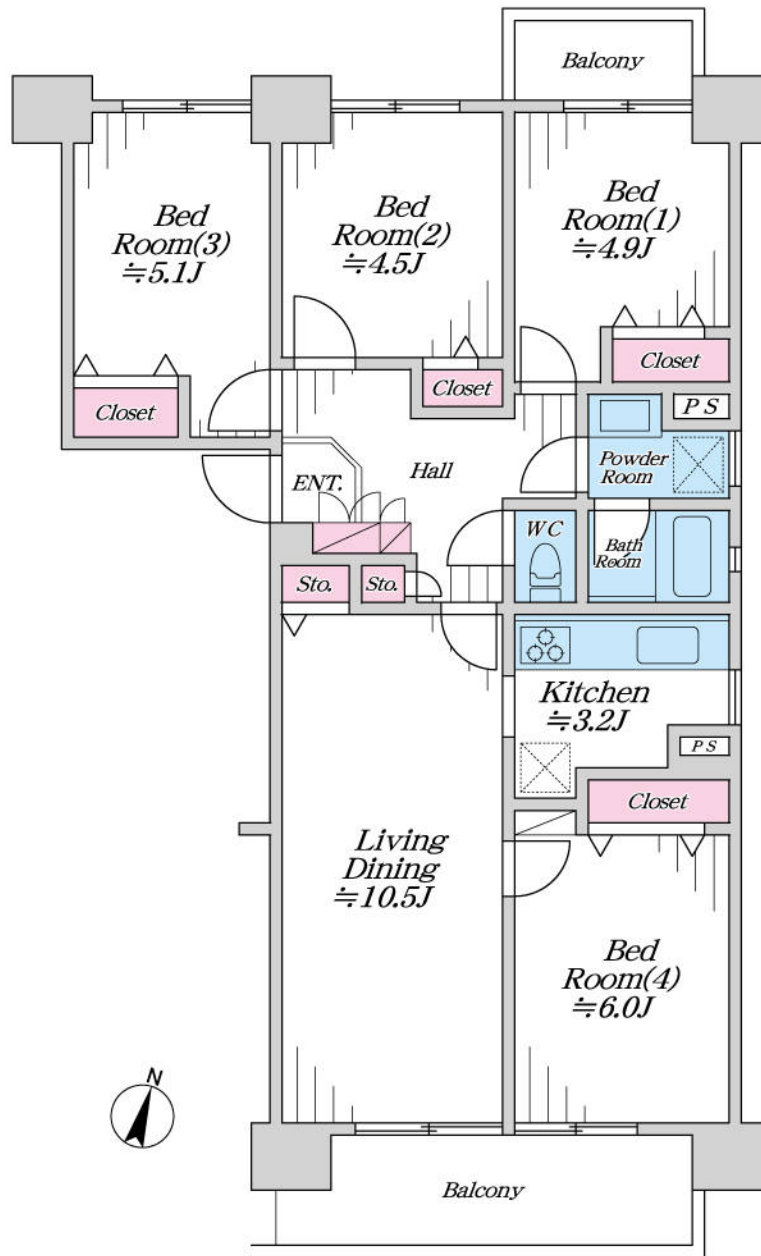 Balcony
Bed
Room(3)
≒5.1J
Bed
Room(2)
≒4.5J
Bed
Room(1)
≒4.9J
Closet
Closet
Closet
PS
ENT.
Hall
Powder
Room
WC
Bath
Room
Sto.
Sto.
Kitchen
≒3.2J
PS
Closet
Living
Dining
≒10.5J
Bed
Room(4)
≒6.0J
N
Balcony